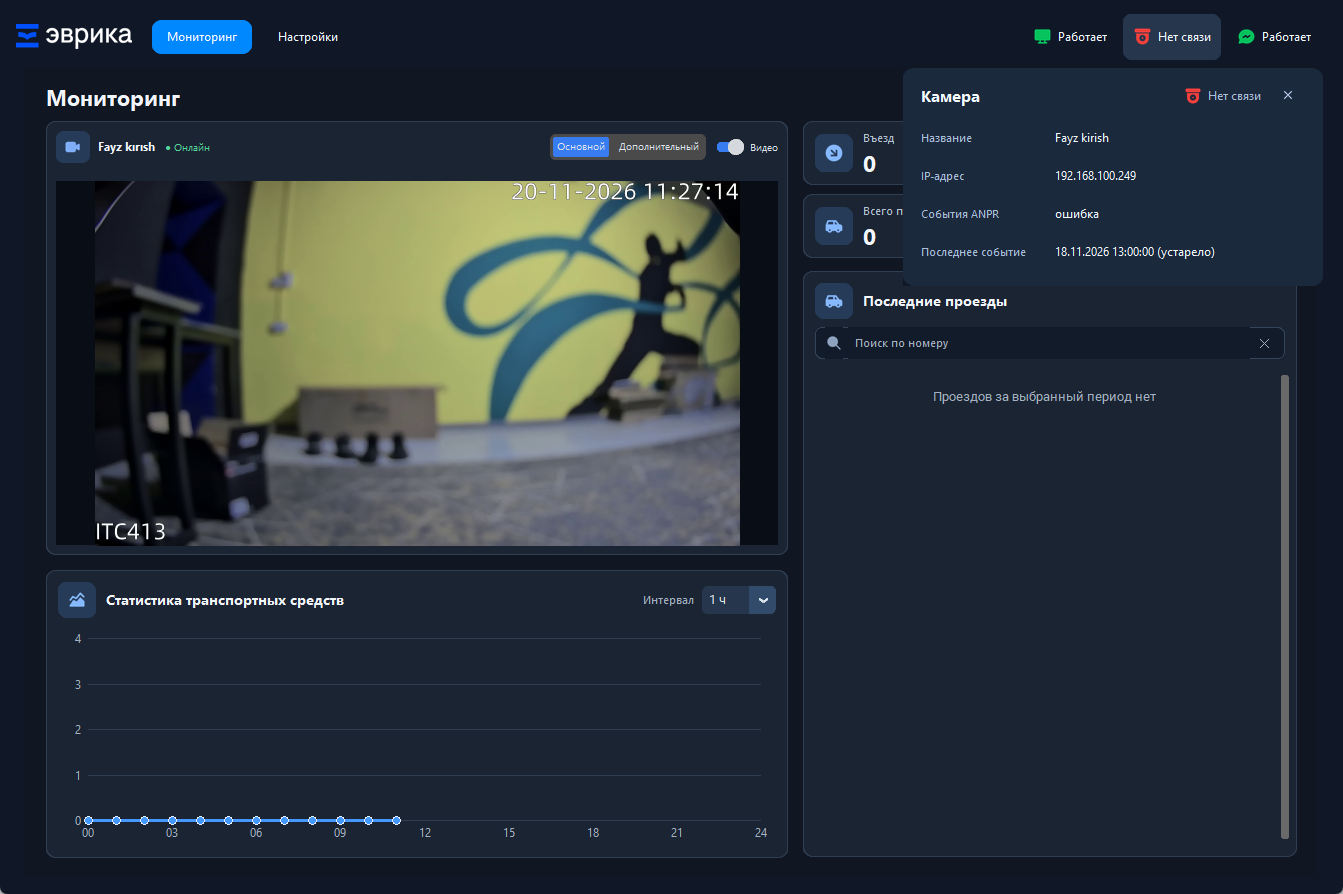 эврика
Мониторинг
Настройки
Работает
Нет связи
Работает
Мониторинг
Fayz kirish
Онлайн
Основной
Дополнительный
Видео
20-11-2026 11:27:14
ITC413
Въезд
0
Всего п
0
Камера
Нет связи
Название
Fayz kirish
IP-адрес
192.168.100.249
События ANPR
ошибка
Последнее событие
18.11.2026 13:00:00 (устарело)
Последние проезды
Поиск по номеру
Проездов за выбранный период нет
Статистика транспортных средств
Интервал
1 ч
4
3
2
1
0
00 03 06 09 12 15 18 21 24